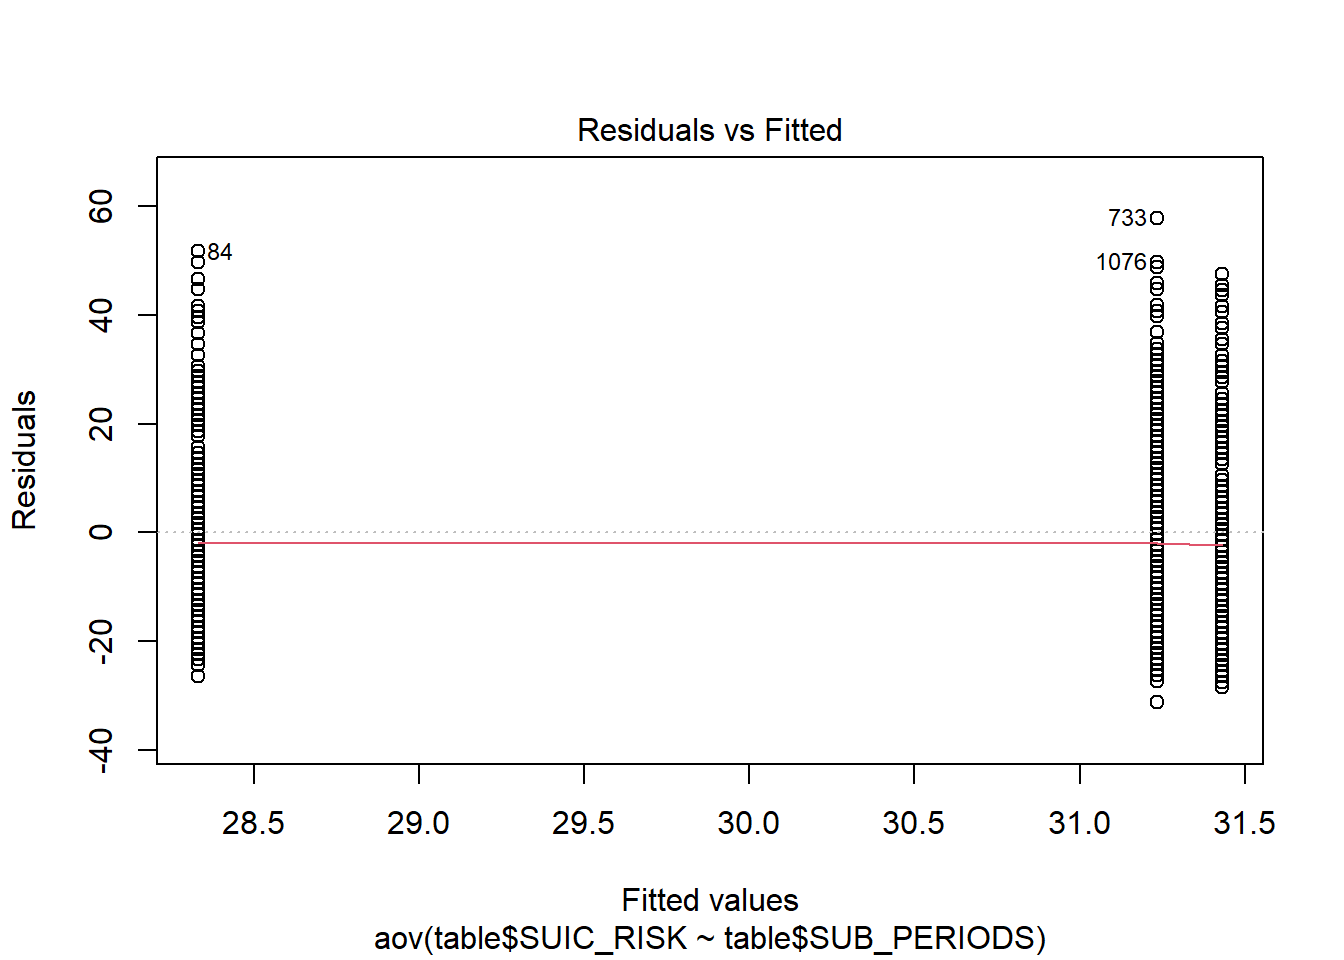 Residuals vs Fitted
60
40
20
0
-20
-40
Residuals
84
733
1076
28.5 29.0 29.5 30.0 30.5 31.0 31.5
Fitted values
aov(table$SUIC_RISK ~ table$SUB_PERIODS)